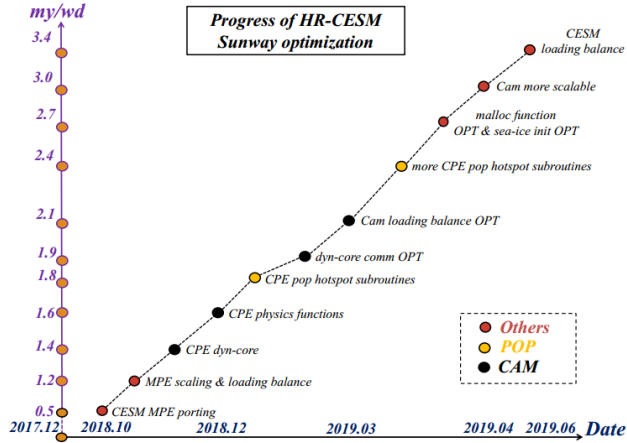 my/wd
Progress of HR-CESM
Sunway optimization
3.4
CESM
loading balance
3.0
Cam more scalable
2.7
malloc function
OPT & sea-ice init OPT
2.4
more CPE pop hotspot subroutines
2.1
Cam loading balance OPT
1.9
dyn-core comm OPT
1.8
CPE pop hotspot subroutines
1.6
CPE physics functions
1.4
CPE dyn-core
1.2
MPE scaling & loading balance
0.5
CESM MPE porting
Others
POP
CAM
2017.12 2018.10 2018.12 2019.03 2019.04 2019.06 Date